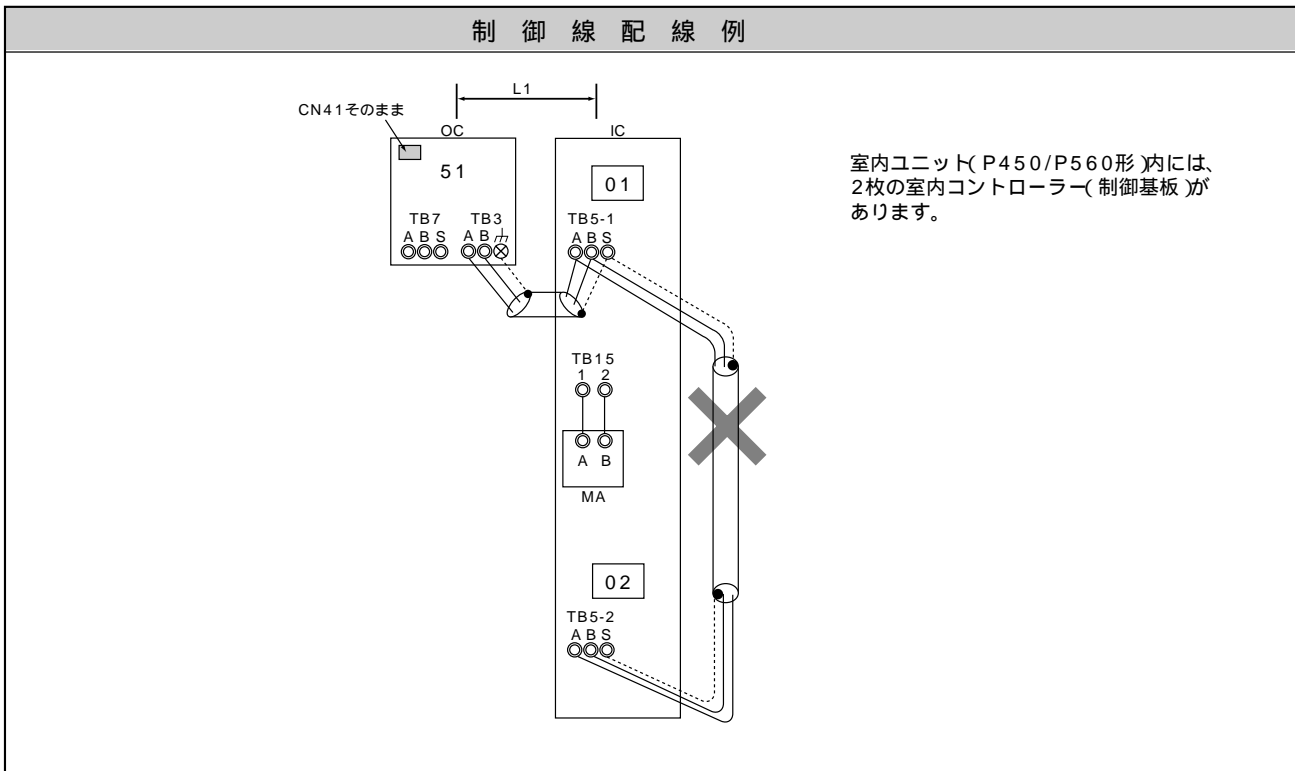 制御線配線例
L1
CN41そのまま
OC
IC
51
01
室内ユニット(P450/P560形)内には、
2枚の室内コントローラー(制御基板)が
あります。
TB7 TB3
A B S A B
TB5-1
A B S
TB15
1 2
A B
MA
02
TB5-2
A B S